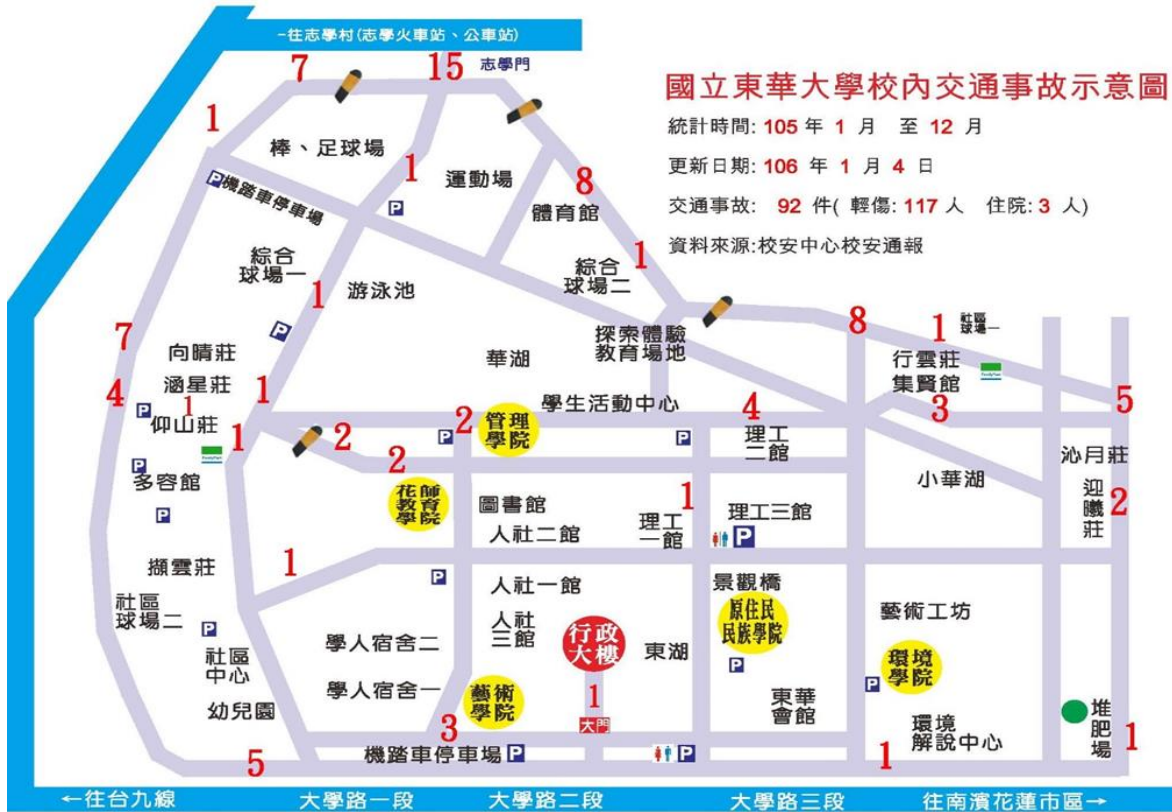 -往志學村(志學火車站、公車站)
7
15
志學門
國立東華大學校內交通事故示意圖
統計時間: 105 年 1 月 至 12 月
更新日期: 106 年 1 月 4 日
交通事故: 92 件( 輕傷: 117 人 住院: 3 人)
資料來源:校安中心校安通報
1
棒、足球場
1
運動場
8
體育館
P
機踏車停車場
P
綜合
球場一
1
游泳池
綜合
球場二
1
P
7
向晴莊
探索體驗
教育場地
8
1
社區
球場一
華湖
行雲莊
集賢館
FamilyMart
4
涵星莊
1
1
P
仰山莊
1
FamilyMart
學生活動中心
4
3
5
2
2
管理
學院
P
P
理工
二館
P
多容館
2
沁月莊
小華湖
花師
教育
學院
圖書館
1
理工三館
迎曦莊
2
P
人社二館
理工
一館
P
擷雲莊
1
P
人社一館
景觀橋
社區
球場二
P
原住民
民族學院
藝術工坊
學人宿舍二
人社
三館
行政
大樓
東湖
社區
中心
P
環境
學院
P
學人宿舍一
藝術
學院
1
東華
會館
幼兒園
3
大門
環境
解說中心
堆肥場
1
機踏車停車場
P
P
1
5
←往台九線
大學路一段
大學路二段
大學路三段
往南濱花蓮市區→